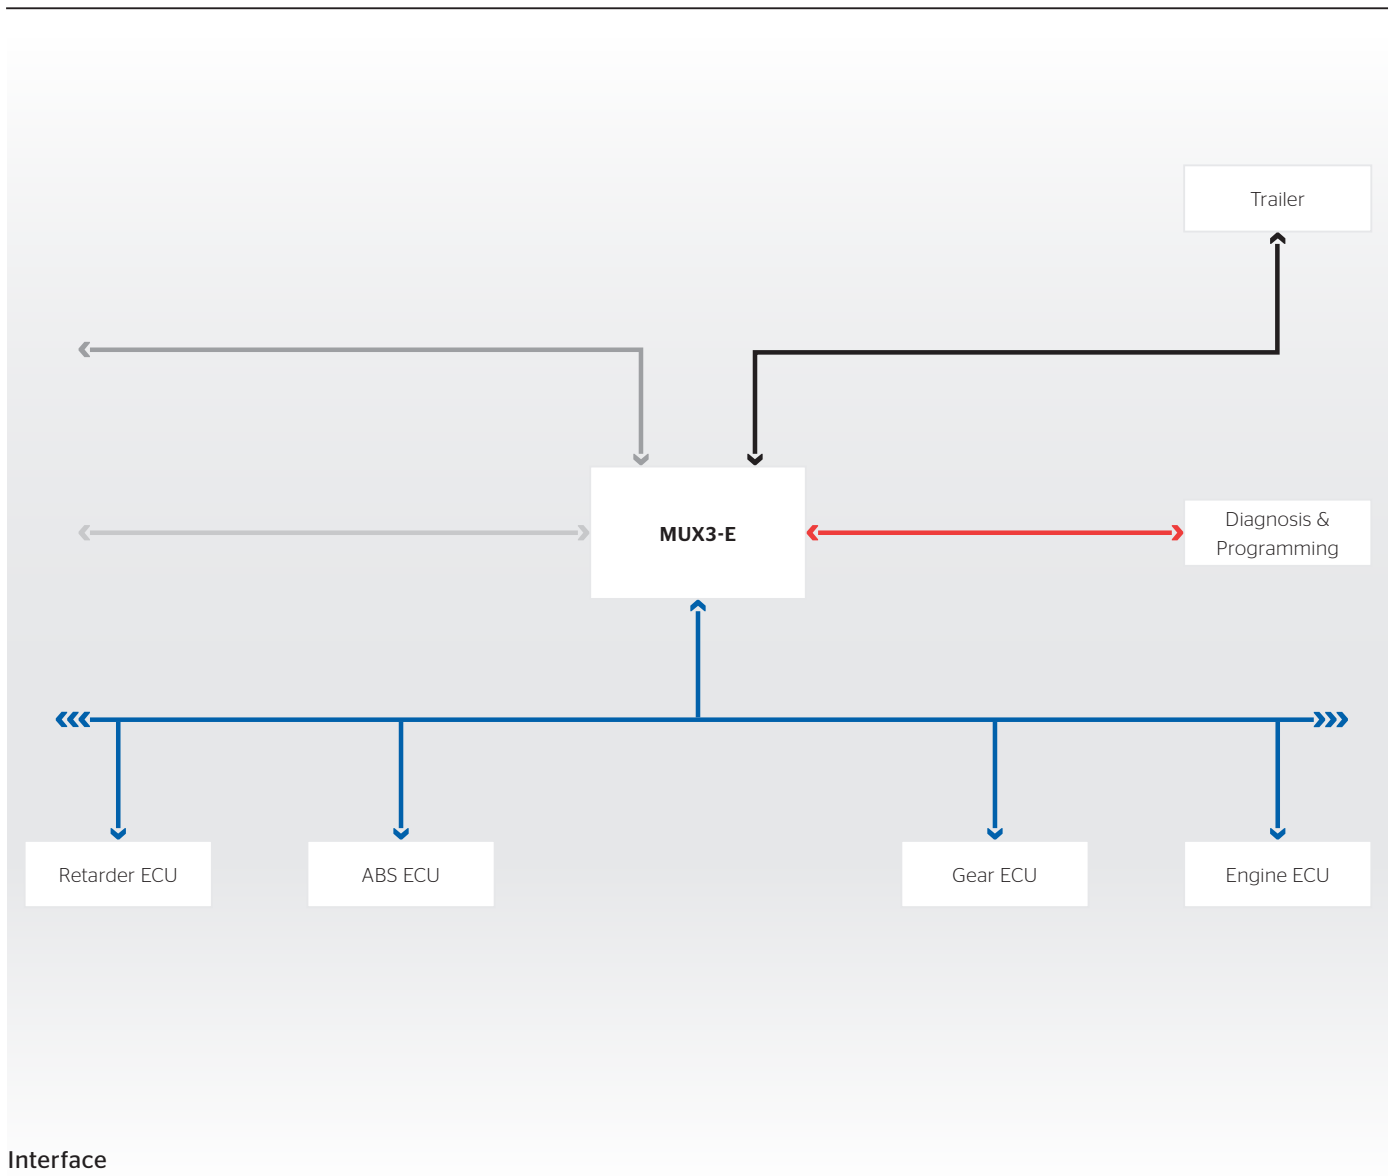 Trailer
MUX3-E
Diagnosis &
Programming
Retarder ECU
ABS ECU
Gear ECU
Engine ECU
Interface